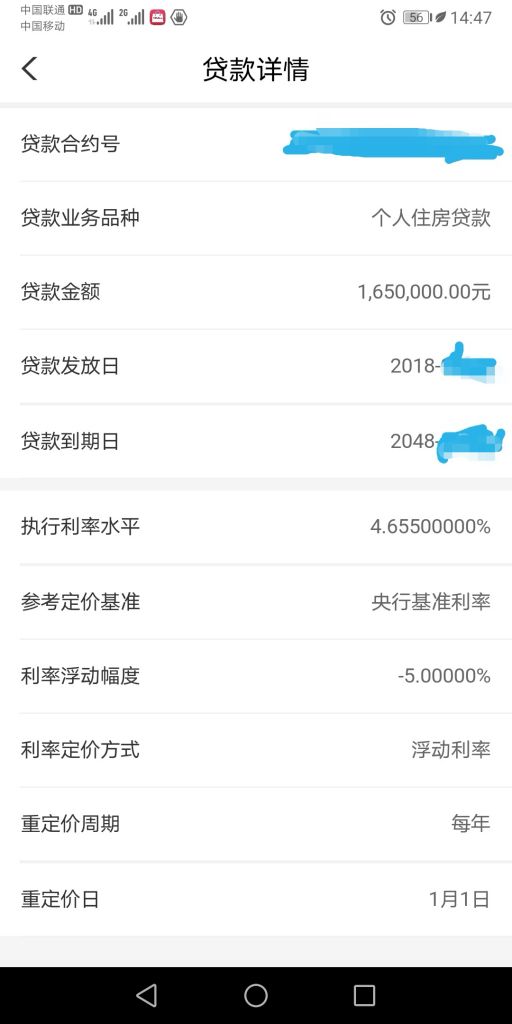 中国联通 HD 4G 2G 56 14:47
中国移动
贷款详情
贷款合约号
贷款业务品种 个人住房贷款
贷款金额 1,650,000.00元
贷款发放日 2018-
贷款到期日 2048-
执行利率水平 4.65500000%
参考定价基准 央行基准利率
利率浮动幅度 -5.00000%
利率定价方式 浮动利率
重定价周期 每年
重定价日 1月1日